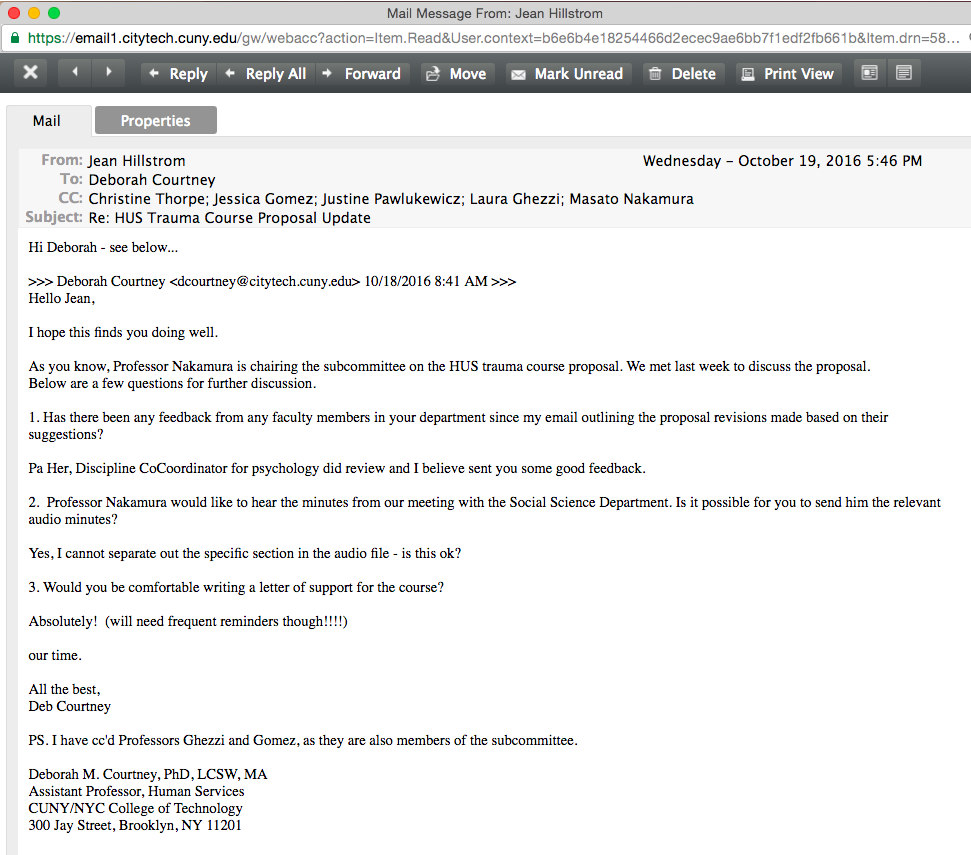 Mail Message From: Jean Hillstrom
https://email1.citytech.cuny.edu/gw/webacc?action=Item.Read&User.context=b6e6b4e18254466d2ecec9ae6bb7f1edf2fb661b&Item.drn=58...
Reply Reply All Forward Move Mark Unread Delete Print View
Mail Properties
From: Jean Hillstrom Wednesday - October 19, 2016 5:46 PM
To: Deborah Courtney
CC: Christine Thorpe; Jessica Gomez; Justine Pawlukewicz; Laura Ghezzi; Masato Nakamura
Subject: Re: HUS Trauma Course Proposal Update
Hi Deborah - see below...
>>> Deborah Courtney <dcourtney@citytech.cuny.edu> 10/18/2016 8:41 AM >>>
Hello Jean,
I hope this finds you doing well.
As you know, Professor Nakamura is chairing the subcommittee on the HUS trauma course proposal. We met last week to discuss the proposal.
Below are a few questions for further discussion.
1. Has there been any feedback from any faculty members in your department since my email outlining the proposal revisions made based on their
suggestions?
Pa Her, Discipline CoCoordinator for psychology did review and I believe sent you some good feedback.
2.  Professor Nakamura would like to hear the minutes from our meeting with the Social Science Department. Is it possible for you to send him the relevant
audio minutes?
Yes, I cannot separate out the specific section in the audio file - is this ok?
3. Would you be comfortable writing a letter of support for the course?
Absolutely!  (will need frequent reminders though!!!!)
our time.
All the best,
Deb Courtney
PS. I have cc'd Professors Ghezzi and Gomez, as they are also members of the subcommittee.
Deborah M. Courtney, PhD, LCSW, MA
Assistant Professor, Human Services
CUNY/NYC College of Technology
300 Jay Street, Brooklyn, NY 11201